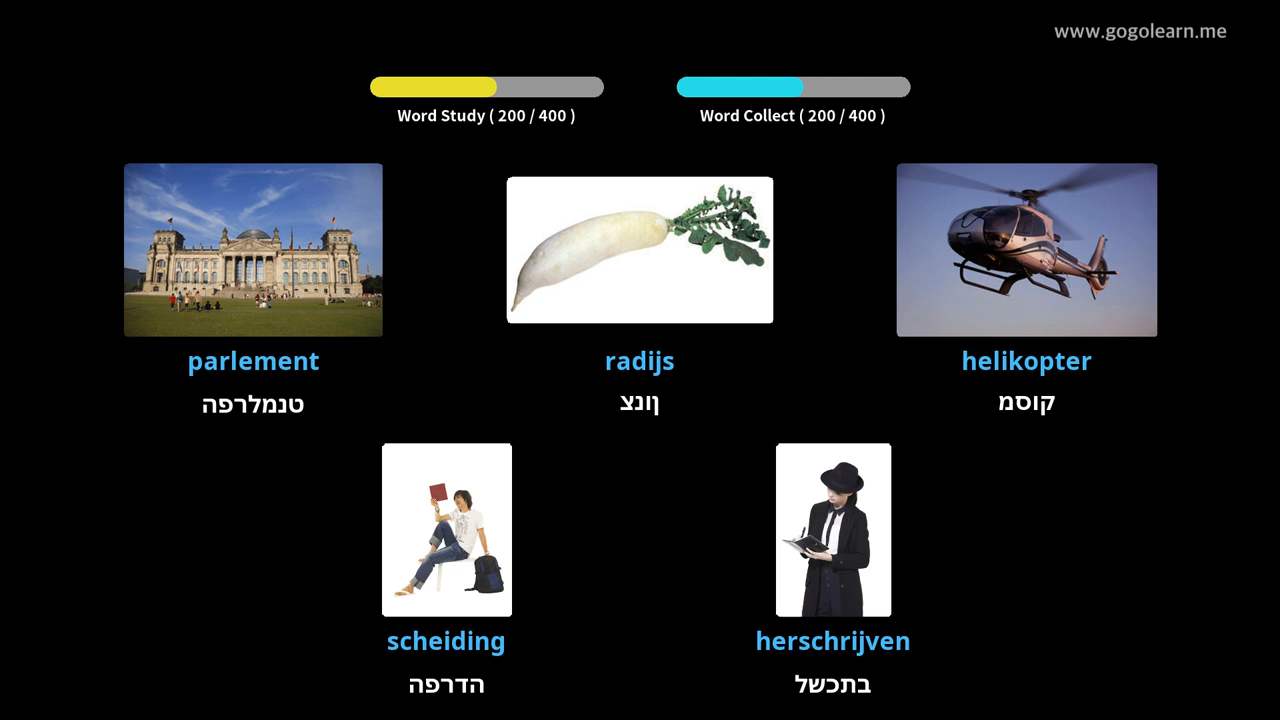 www.gogolearn.me
Word Study ( 200 / 400 )
Word Collect ( 200 / 400 )
parlement
טנמלרפה
radijs
ןונצ
helikopter
קוסמ
scheiding
הדרפה
herschrijven
בתכשל